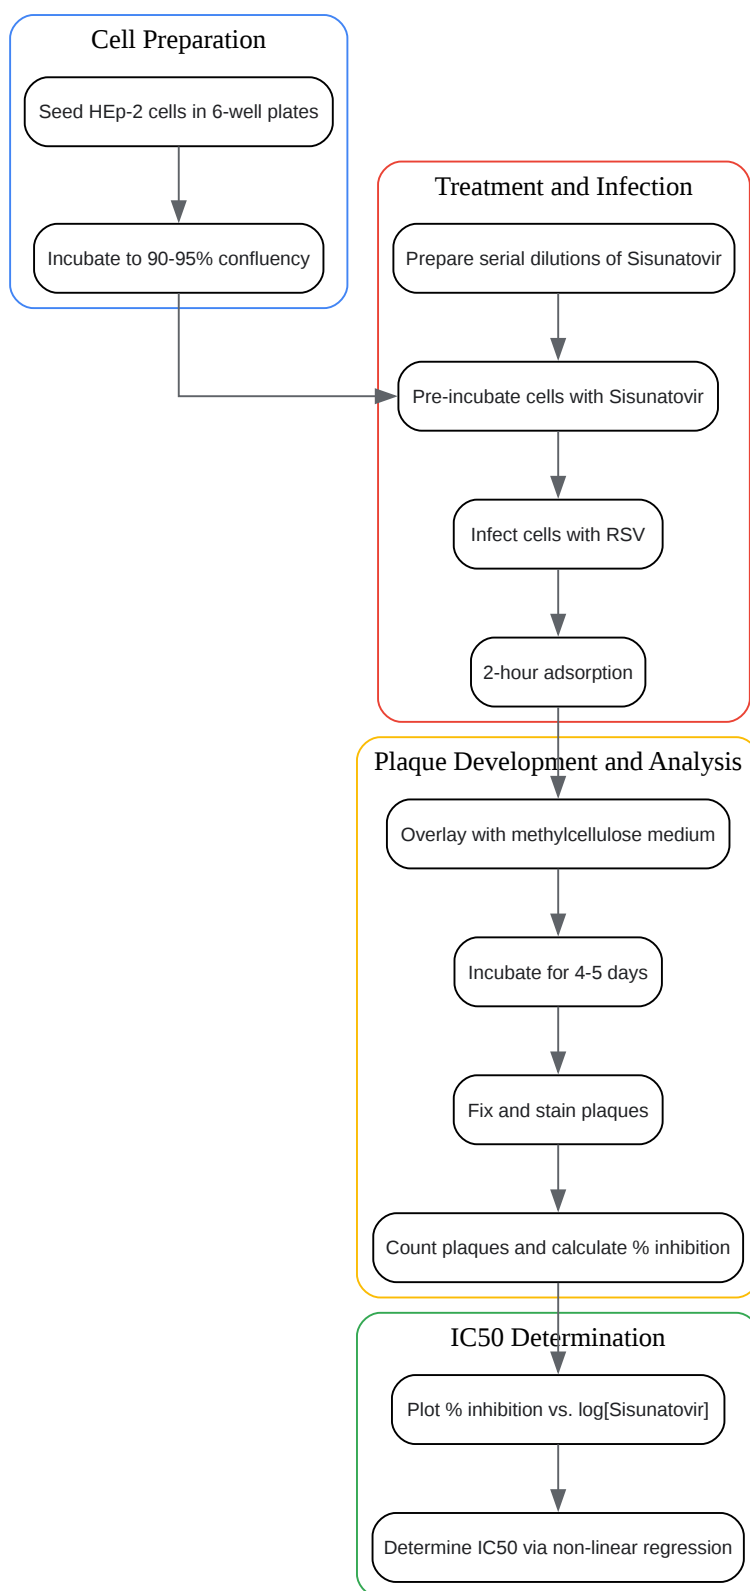 Cell Preparation
Seed HEp-2 cells in 6-well plates
Incubate to 90-95% confluency
Treatment and Infection
Prepare serial dilutions of Sisunatovir
Pre-incubate cells with Sisunatovir
Infect cells with RSV
2-hour adsorption
Plaque Development and Analysis
Overlay with methylcellulose medium
Incubate for 4-5 days
Fix and stain plaques
Count plaques and calculate % inhibition
IC50 Determination
Plot % inhibition vs. log[Sisunatovir]
Determine IC50 via non-linear regression